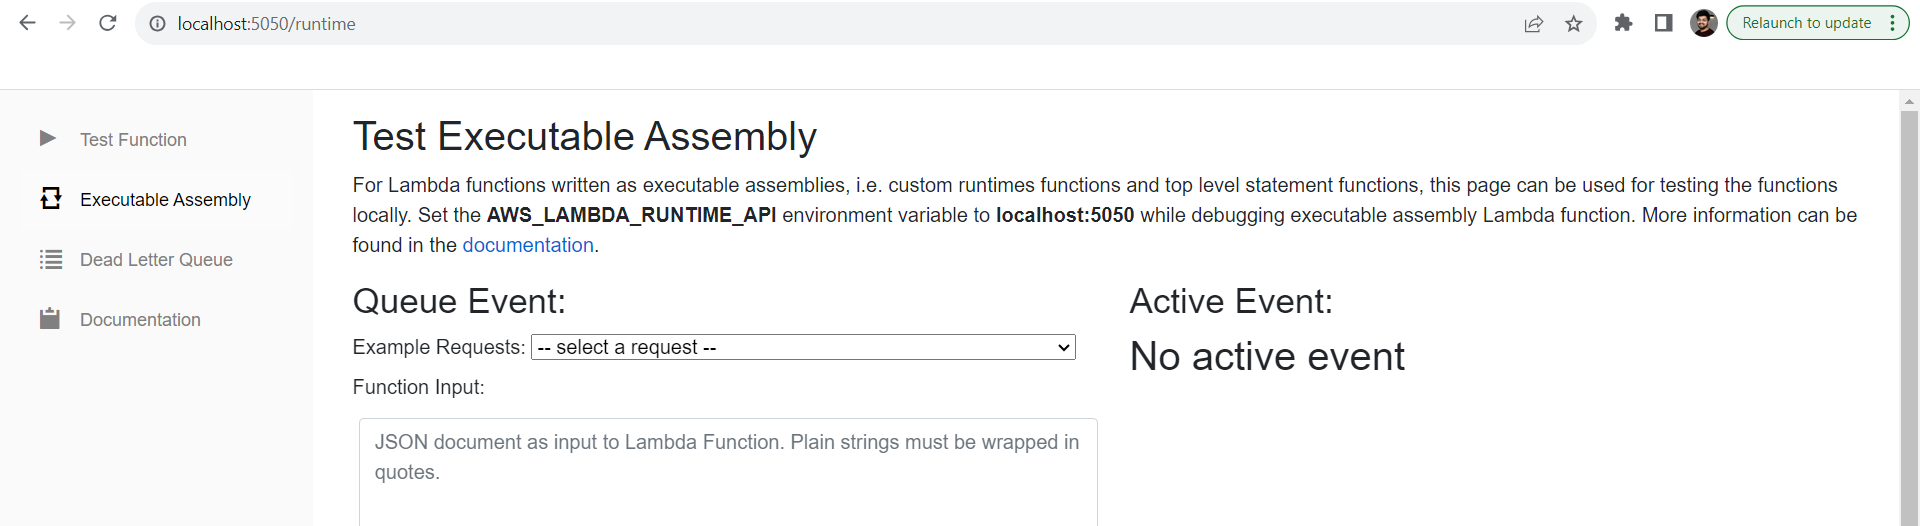 localhost:5050/runtime
Relaunch to update
Test Function
Executable Assembly
Dead Letter Queue
Documentation
Test Executable Assembly
For Lambda functions written as executable assemblies, i.e. custom runtimes functions and top level statement functions, this page can be used for testing the functions
locally. Set the AWS_LAMBDA_RUNTIME_API environment variable to localhost:5050 while debugging executable assembly Lambda function. More information can be
found in the documentation.
Queue Event:
Example Requests: -- select a request --
Function Input:
JSON document as input to Lambda Function. Plain strings must be wrapped in
quotes.
Active Event:
No active event